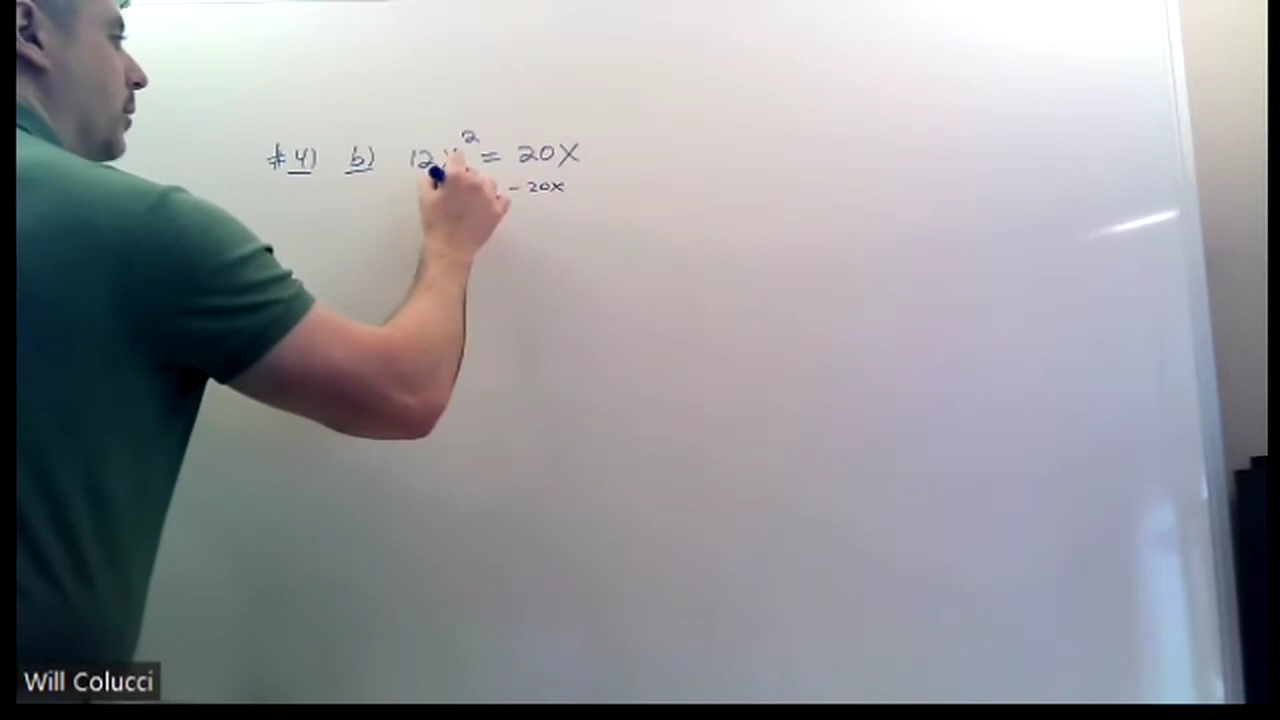 #4) b) 12x² = 20X
- 20X
Will Colucci